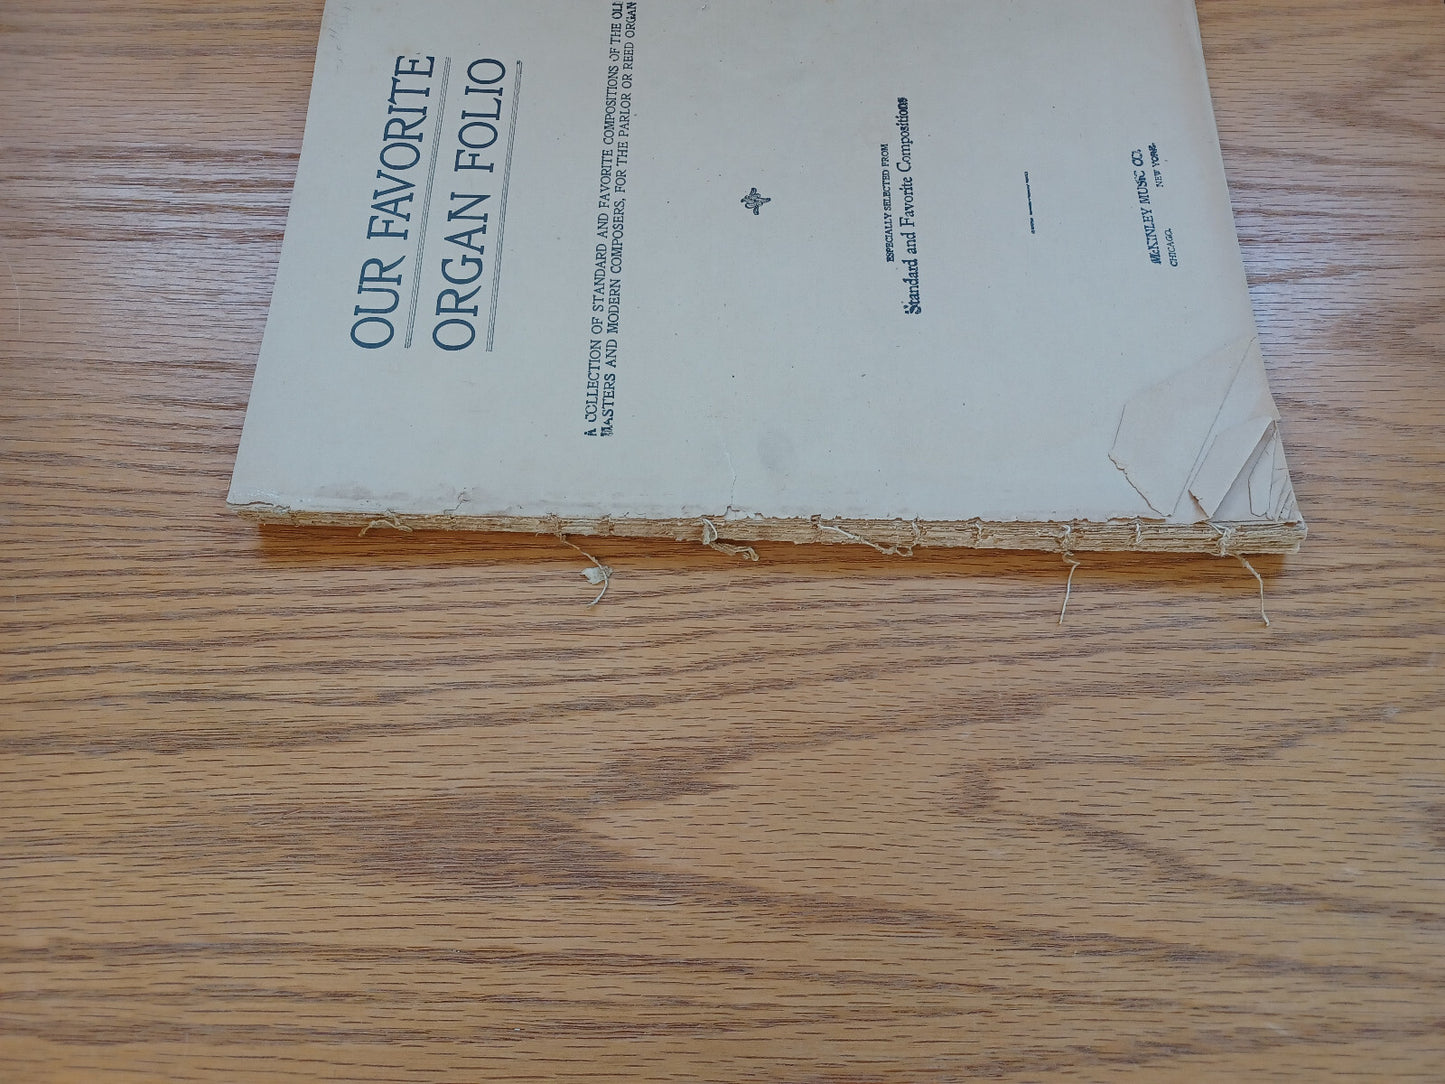 OUR FAVORITE
ORGAN FOLIO
A COLLECTION OF STANDARD AND FAVORITE COMPOSITIONS OF THE
MASTERS AND MODERN COMPOSERS, FOR THE PARLOR OR REED ORGAN
ESPECIALLY SELECTED FROM
Standard and Favorite Compositions
McKINLEY MUSIC CO.
CHICAGO. NEW YORK.